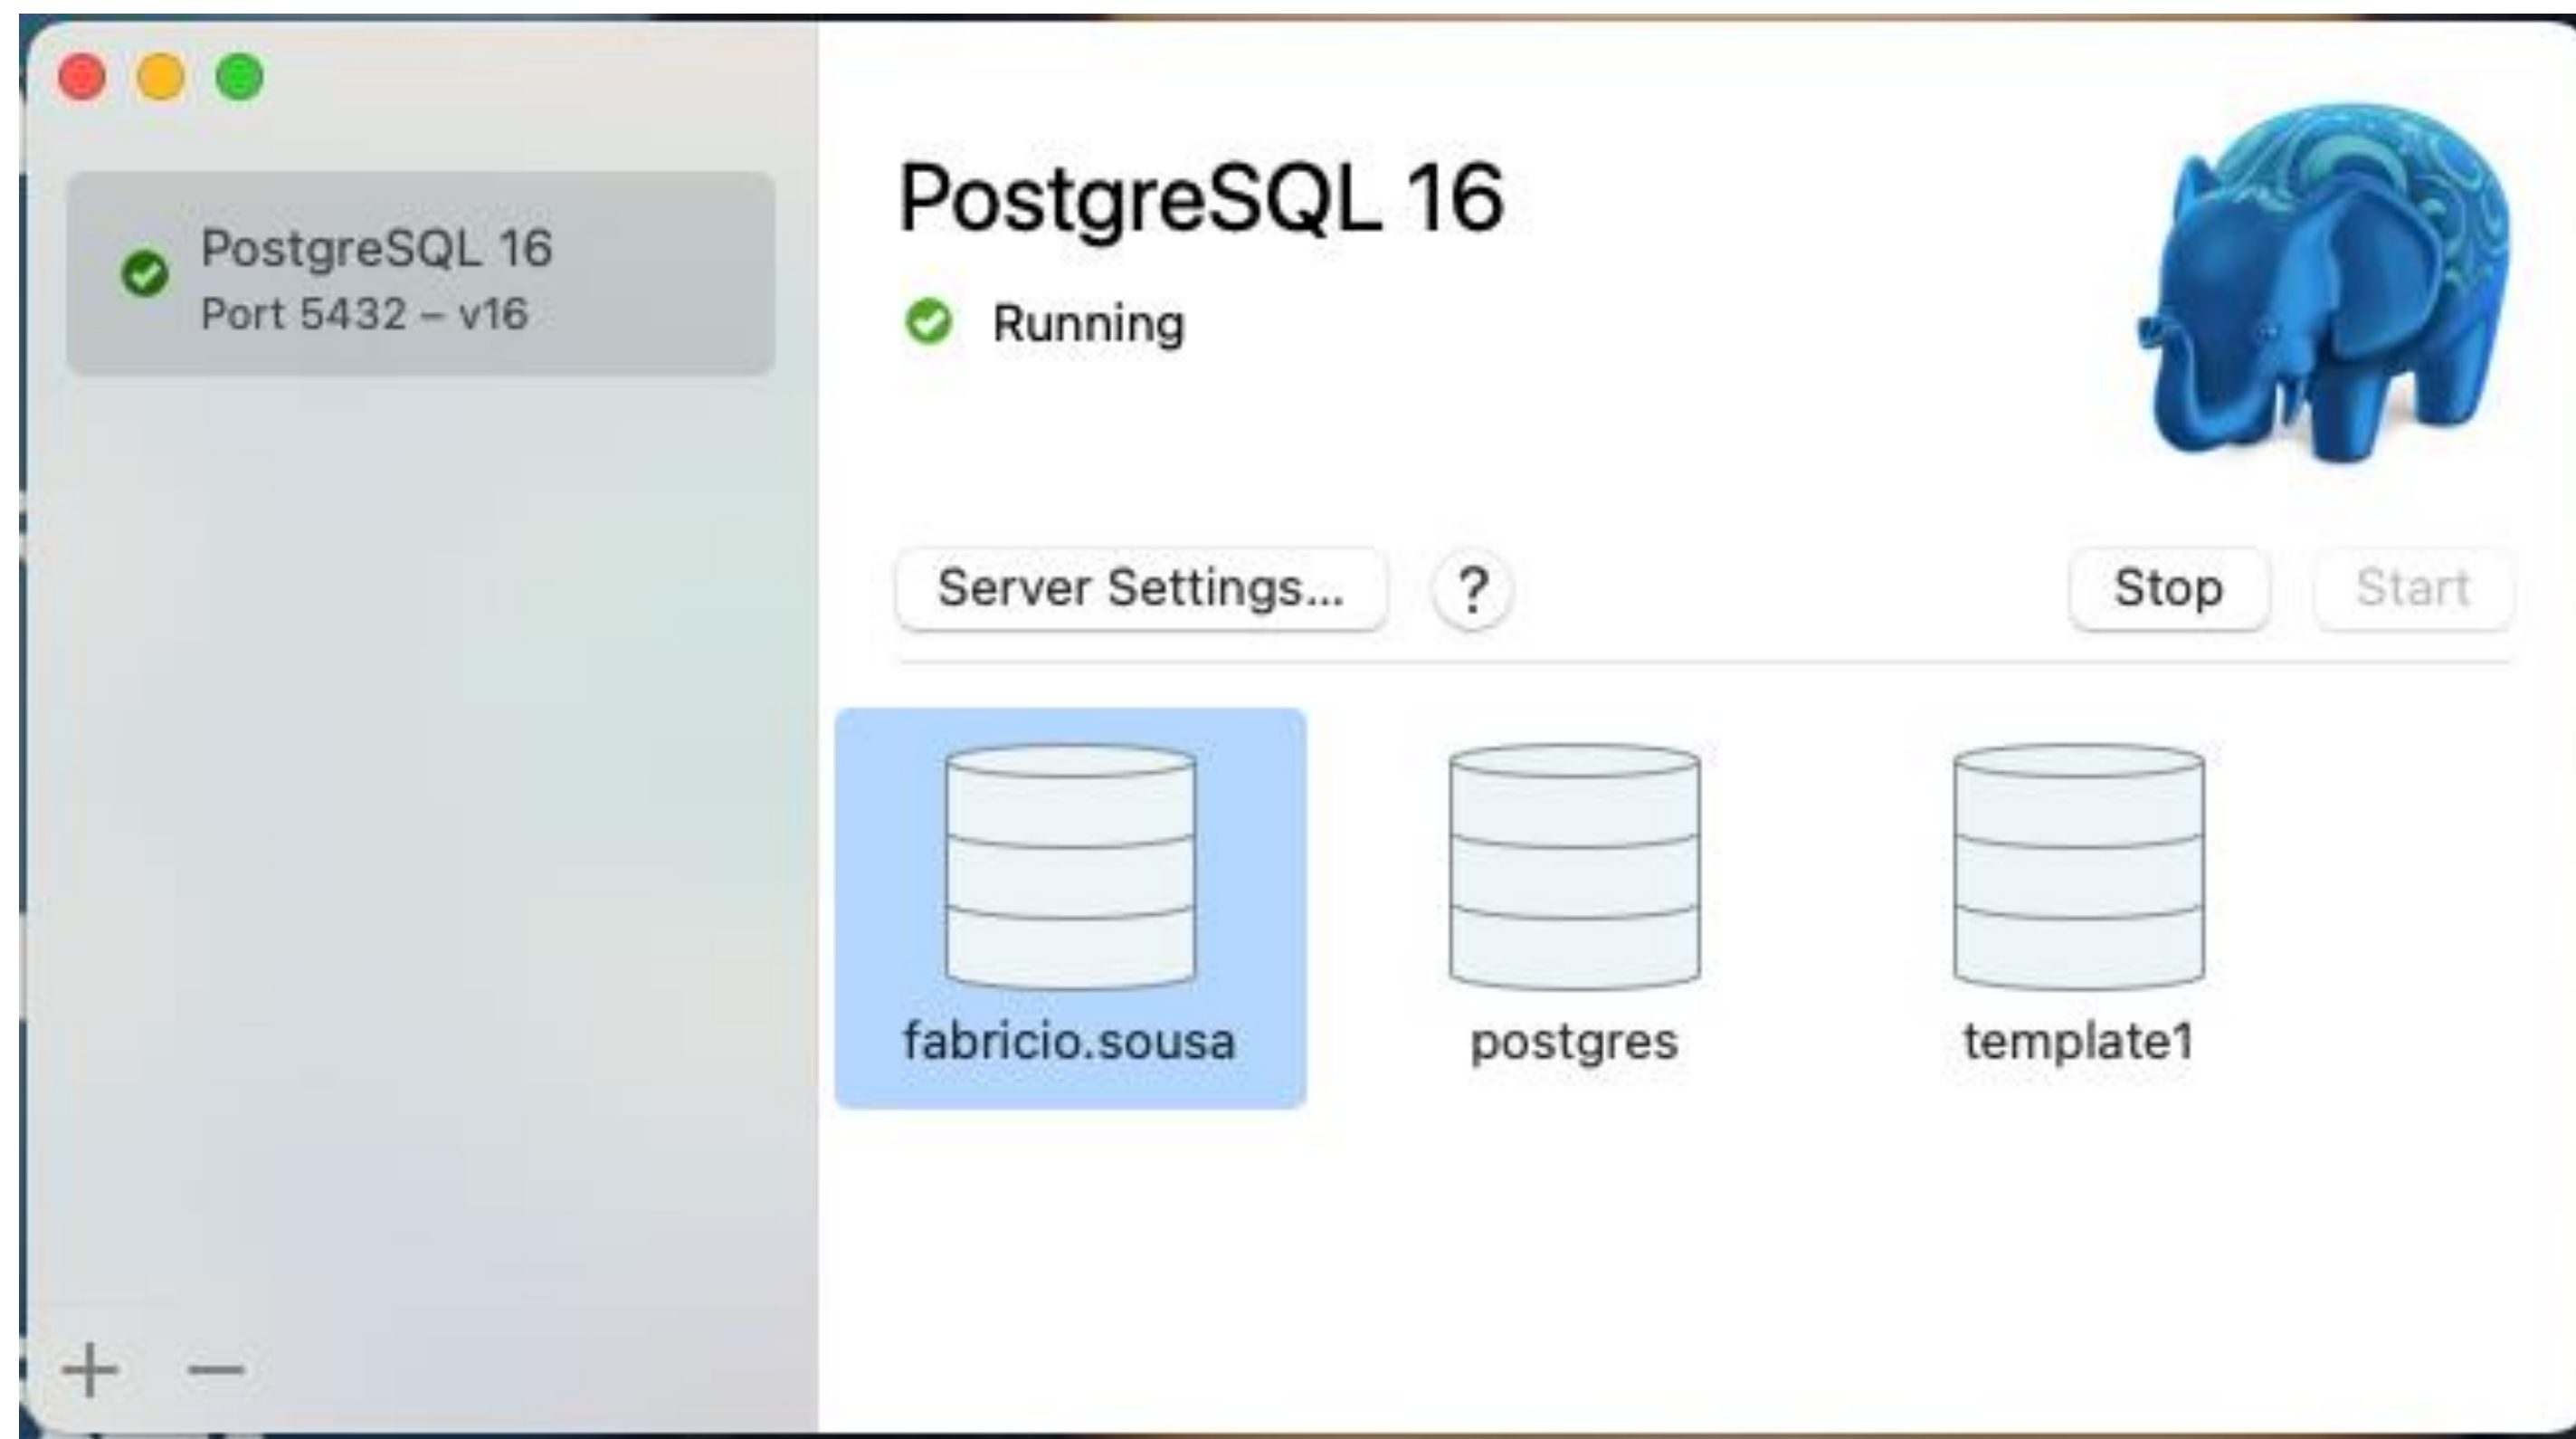 PostgreSQL 16
Port 5432 – v16
PostgreSQL 16
Running
Server Settings...
?
Stop
Start
fabricio.sousa
postgres
template1